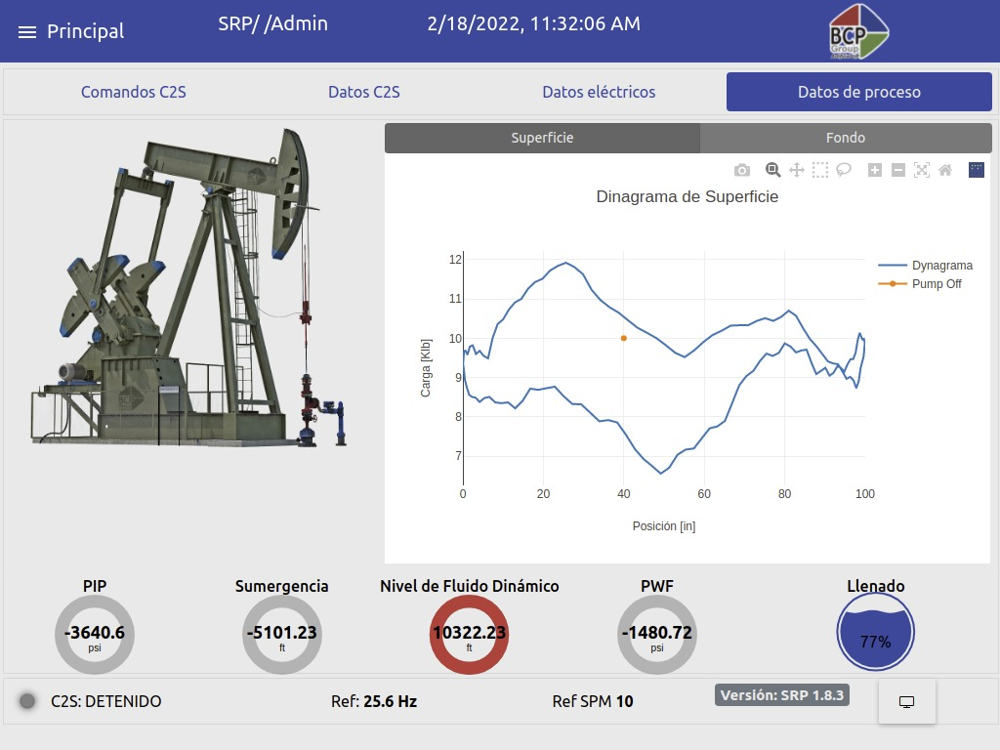 Principal
SRP/ /Admin
2/18/2022, 11:32:06 AM
BCP
Group
Comandos C2S
Datos C2S
Datos eléctricos
Datos de proceso
Superficie
Fondo
Dinagrama de Superficie
12
11
10
9
8
7
Carga [Klb]
0 20 40 60 80 100
Posición [in]
Dynagrama
Pump Off
BCP
PIP
-3640.6
psi
Sumergencia
-5101.23
ft
Nivel de Fluido Dinámico
10322.23
ft
PWF
-1480.72
psi
Llenado
77%
C2S: DETENIDO
Ref: 25.6 Hz
Ref SPM 10
Versión: SRP 1.8.3